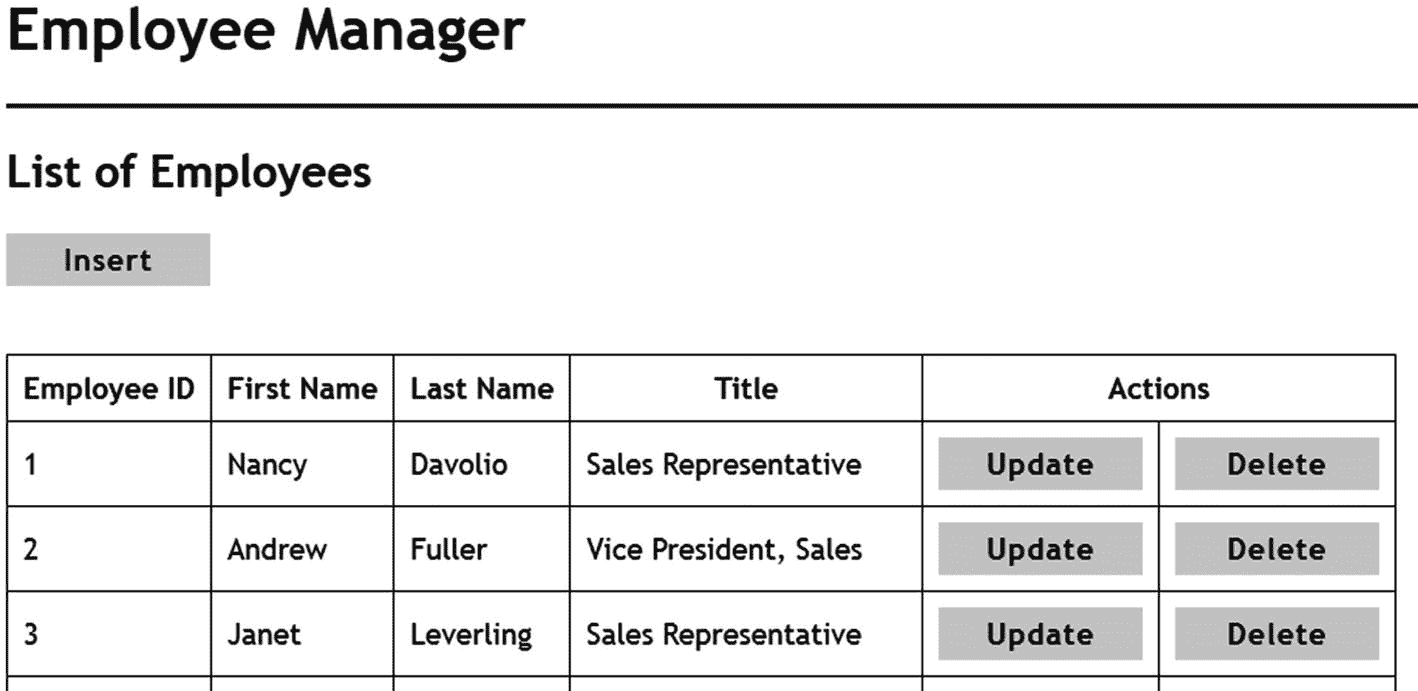 Employee Manager
List of Employees
Insert
Employee ID First Name Last Name Title Actions
1 Nancy Davolio Sales Representative Update Delete
2 Andrew Fuller Vice President, Sales Update Delete
3 Janet Leverling Sales Representative Update Delete